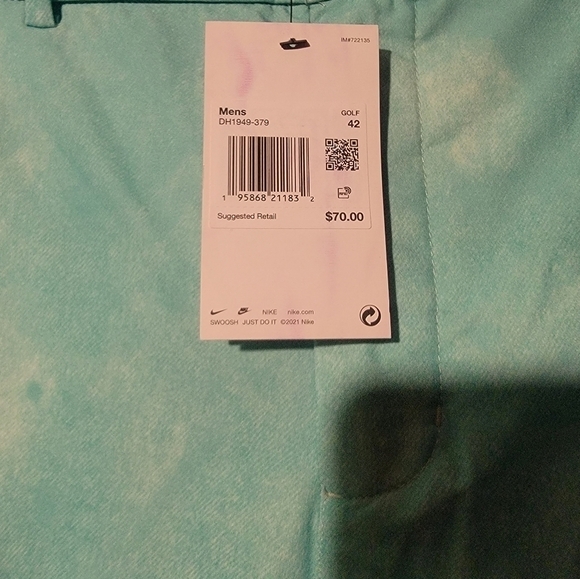 IM#722135
Mens GOLF
DH1949-379 42
1 95868 21183 2
Suggested Retail $70.00
NIKE nike.com
SWOOSH JUST DO IT ©2021 Nike